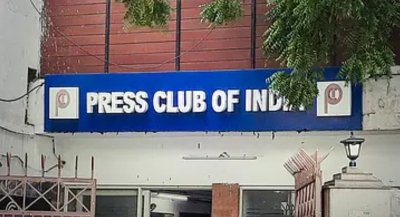 PRESS CLUB OF INDIA